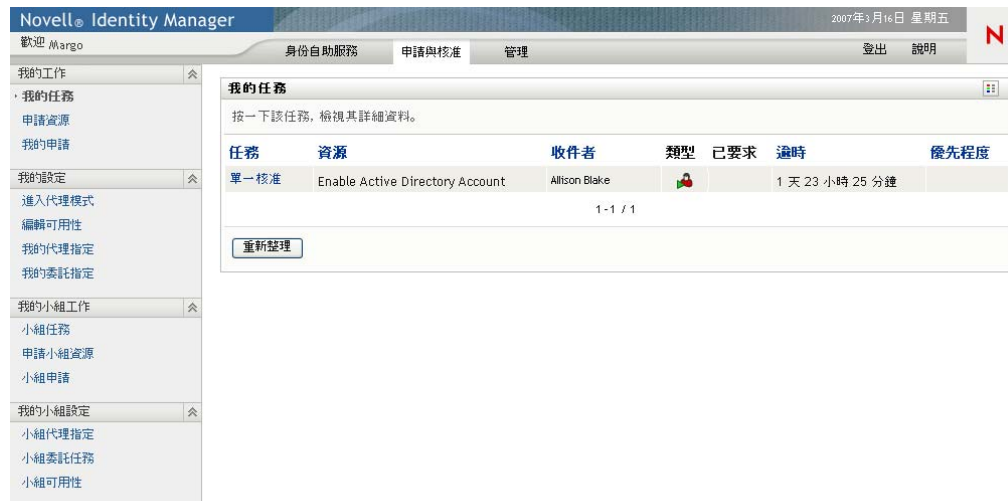 Novell® Identity Manager
2007年3月16日 星期五
歡迎 Margo
身份自助服務 申請與核准 管理
登出 說明
N
我的工作
我的任務
申請資源
我的申請
我的設定
進入代理模式
編輯可用性
我的代理指定
我的委託指定
我的小組工作
小組任務
申請小組資源
小組申請
我的小組設定
小組代理指定
小組委託任務
小組可用性
我的任務
按一下該任務, 檢視其詳細資料。
任務 資源 收件者 類型 已要求 逾時 優先程度
單一核准 Enable Active Directory Account Allison Blake 1 天 23 小時 25 分鐘
1-1 / 1
重新整理